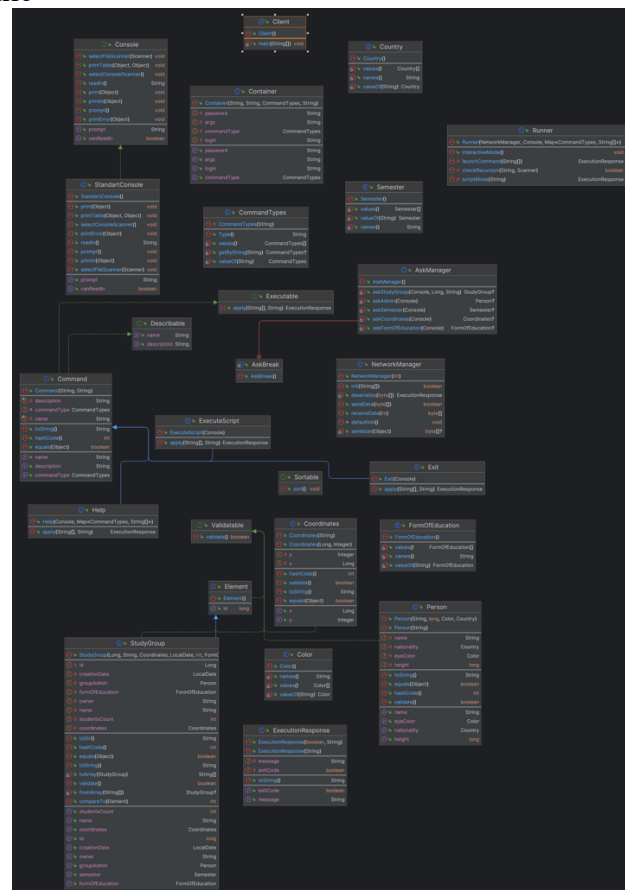 Client
Client()
main(String[]) void
Console
selectFileScanner(Scanner) void
printTable(Object, Object) void
selectConsoleScanner() void
readln() String
print(Object) void
println(Object) void
prompt() void
printError(Object) void
prompt String
canReadln boolean
Country
Country()
values() Country[]
names() String
valueOf(String) Country
Container
Container(String, String, CommandTypes, String)
password String
args String
commandType CommandTypes
login String
password String
args String
login String
commandType CommandTypes
Runner
Runner(NetworkManager, Console, Map<CommandTypes, String[]>)
interactiveMode() void
launchCommand(String[]) ExecutionResponse
checkRecursion(String, Scanner) boolean
scriptMode(String) ExecutionResponse
StandartConsole
StandartConsole()
print(Object) void
printTable(Object, Object) void
selectConsoleScanner() void
printError(Object) void
readln() String
prompt() void
println(Object) void
selectFileScanner(Scanner) void
prompt String
canReadln boolean
Semester
Semester()
values() Semester[]
valueOf(String) Semester
names() String
CommandTypes
CommandTypes(String)
Type() String
values() CommandTypes[]
getByString(String) CommandTypes?
valueOf(String) CommandTypes
AskManager
AskManager()
askStudyGroup(Console, Long, String) StudyGroup?
askAdmin(Console) Person?
askSemester(Console) Semester?
askCoordinates(Console) Coordinates?
askFormOfEducation(Console) FormOfEducation?
Executable
apply(String[], String) ExecutionResponse
Describable
name String
description String
AskBreak
AskBreak()
NetworkManager
NetworkManager(int)
init(String[]) boolean
deserialize(byte[]) ExecutionResponse
sendData(byte[]) boolean
receiveData(int) byte[]
defaultInit() void
serializer(Object) byte[]?
Command
Command(String, String)
description String
commandType CommandTypes
name String
toString() String
hashCode() int
equals(Object) boolean
name String
description String
commandType CommandTypes
ExecuteScript
ExecuteScript(Console)
apply(String[], String) ExecutionResponse
Exit
Exit(Console)
apply(String[], String) ExecutionResponse
Sortable
sort() void
Help
Help(Console, Map<CommandTypes, String[]>)
apply(String[], String) ExecutionResponse
Validatable
validate() boolean
Coordinates
Coordinates(String)
Coordinates(Long, Integer)
y Integer
x Long
hashCode() int
validate() boolean
toString() String
equals(Object) boolean
x Long
y Integer
FormOfEducation
FormOfEducation()
values() FormOfEducation[]
names() String
valueOf(String) FormOfEducation
Element
Element()
id long
Person
Person(String, long, Color, Country)
Person(String)
name String
nationality Country
eyeColor Color
height long
toString() String
equals(Object) boolean
hashCode() int
validate() boolean
name String
eyeColor Color
nationality Country
height long
StudyGroup
StudyGroup(Long, String, Coordinates, LocalDate, int, FormC
id Long
creationDate LocalDate
groupAdmin Person
formOfEducation FormOfEducation
owner String
name String
studentsCount int
coordinates Coordinates
toStr() String
hashCode() int
equals(Object) boolean
toString() String
toArray(StudyGroup) String[]
validate() boolean
fromArray(String[]) StudyGroup?
compareTo(Element) int
studentsCount int
name String
coordinates Coordinates
id long
creationDate LocalDate
owner String
groupAdmin Person
semester Semester
formOfEducation FormOfEducation
Color
Color()
names() String
values() Color[]
valueOf(String) Color
ExecutionResponse
ExecutionResponse(boolean, String)
ExecutionResponse(String)
message String
exitCode boolean
toString() String
exitCode boolean
message String